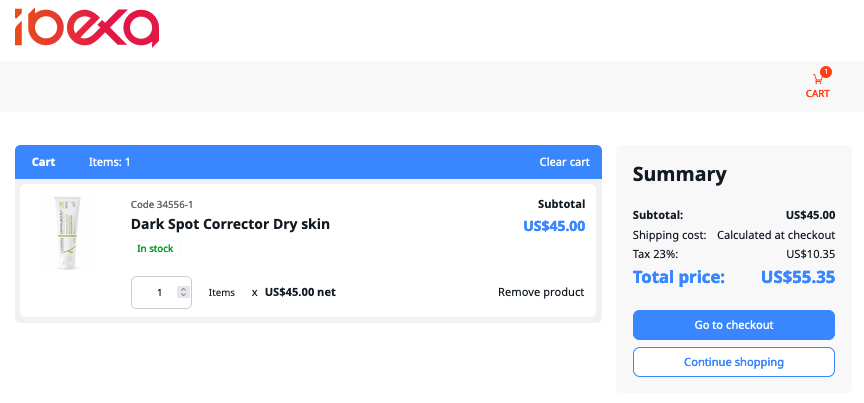 ibexa
1
CART
Cart Items: 1 Clear cart
Code 34556-1 Subtotal
Dark Spot Corrector Dry skin US$45.00
In stock
1 Items x US$45.00 net Remove product
Summary
Subtotal: US$45.00
Shipping cost: Calculated at checkout
Tax 23%: US$10.35
Total price: US$55.35
Go to checkout
Continue shopping